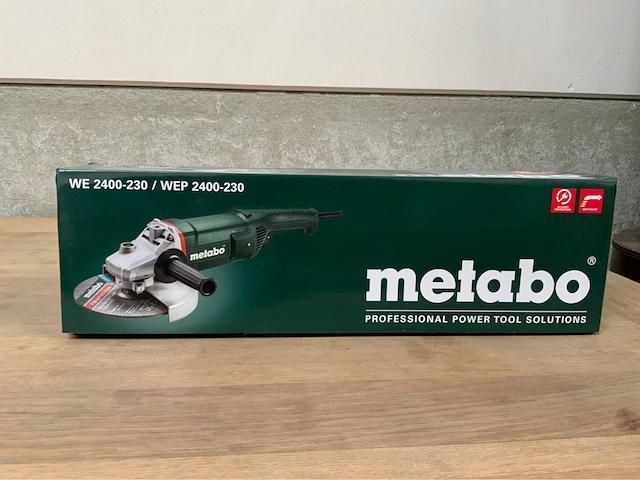 WE 2400-230 / WEP 2400-230
metabo
metabo®
PROFESSIONAL POWER TOOL SOLUTIONS